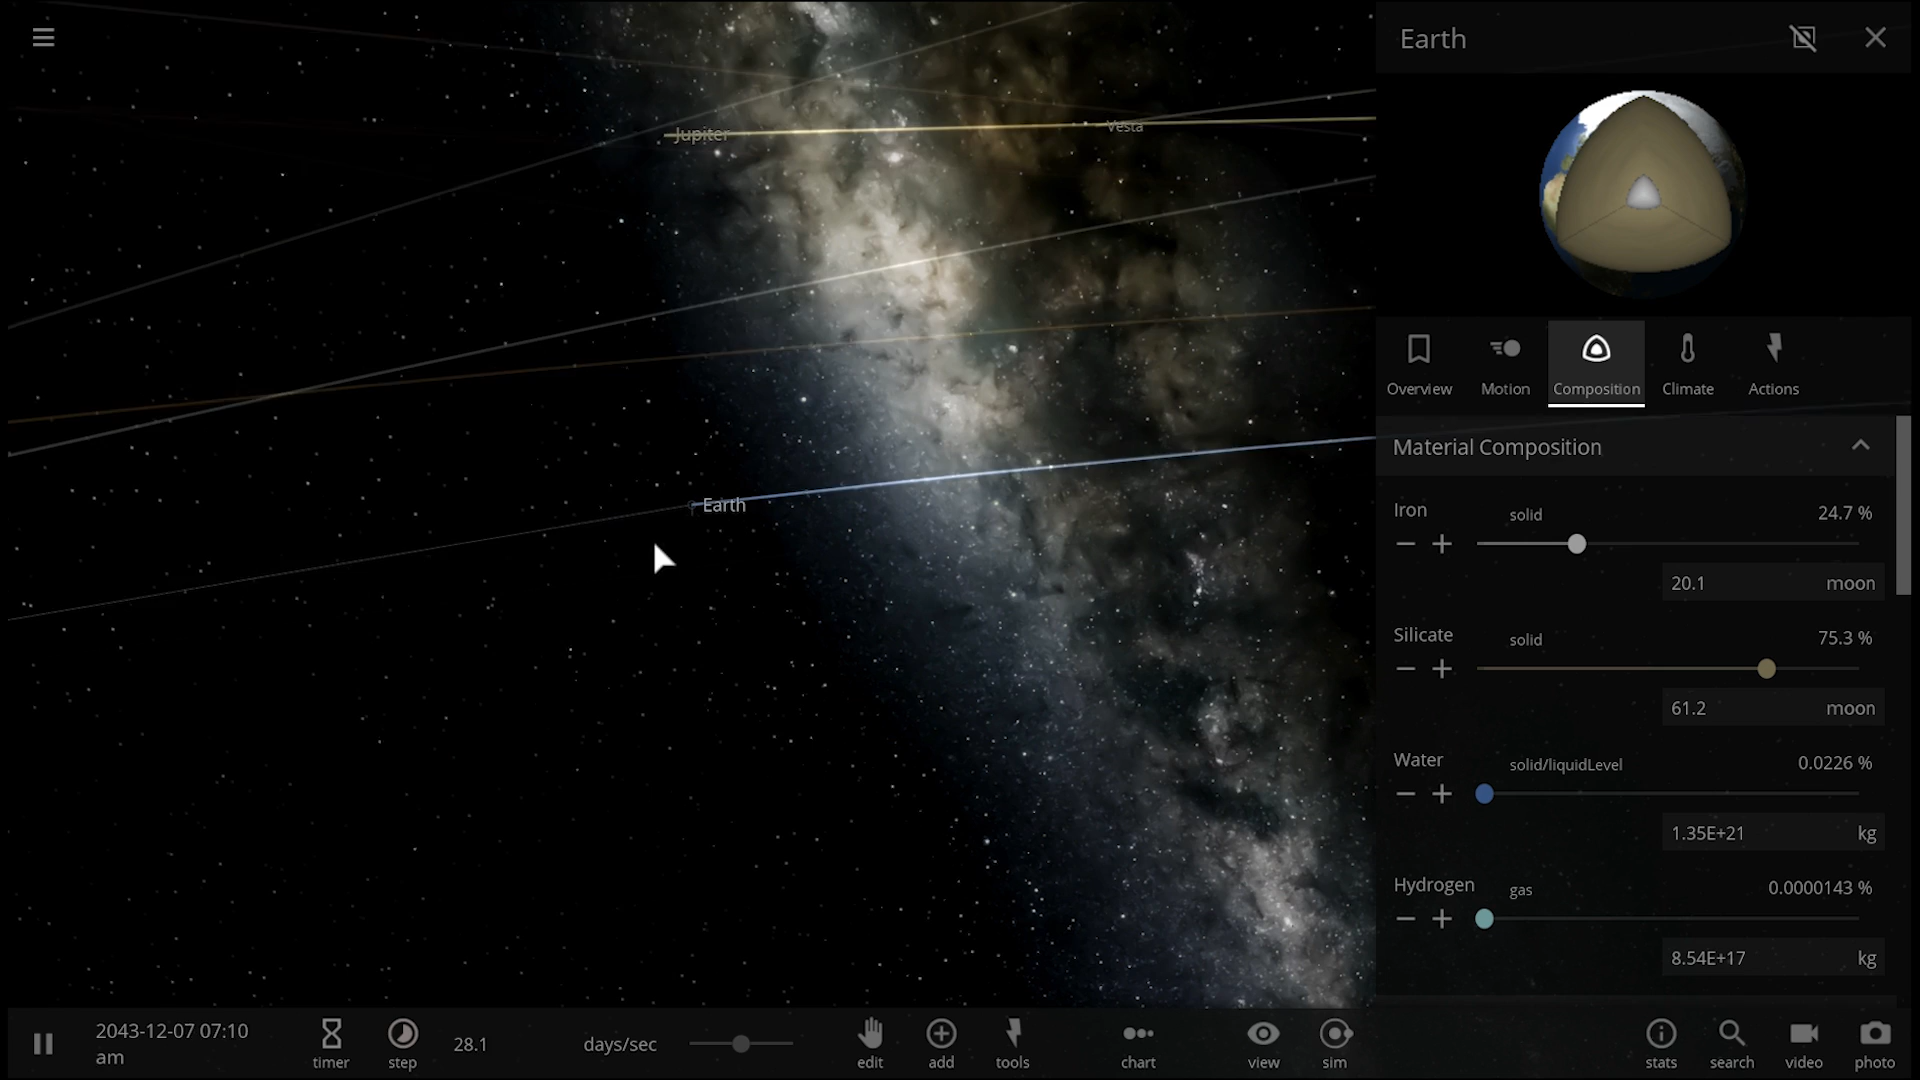 Earth
Jupiter
Vesta
Earth
Overview
Motion
Composition
Climate
Actions
Material Composition
Iron
solid
24.7 %
20.1 moon
Silicate
solid
75.3 %
61.2 moon
Water
solid/liquidLevel
0.0226 %
1.35E+21 kg
Hydrogen
gas
0.0000143 %
8.54E+17 kg
2043-12-07 07:10
am
timer
step
28.1
days/sec
edit
add
tools
chart
view
sim
stats
search
video
photo